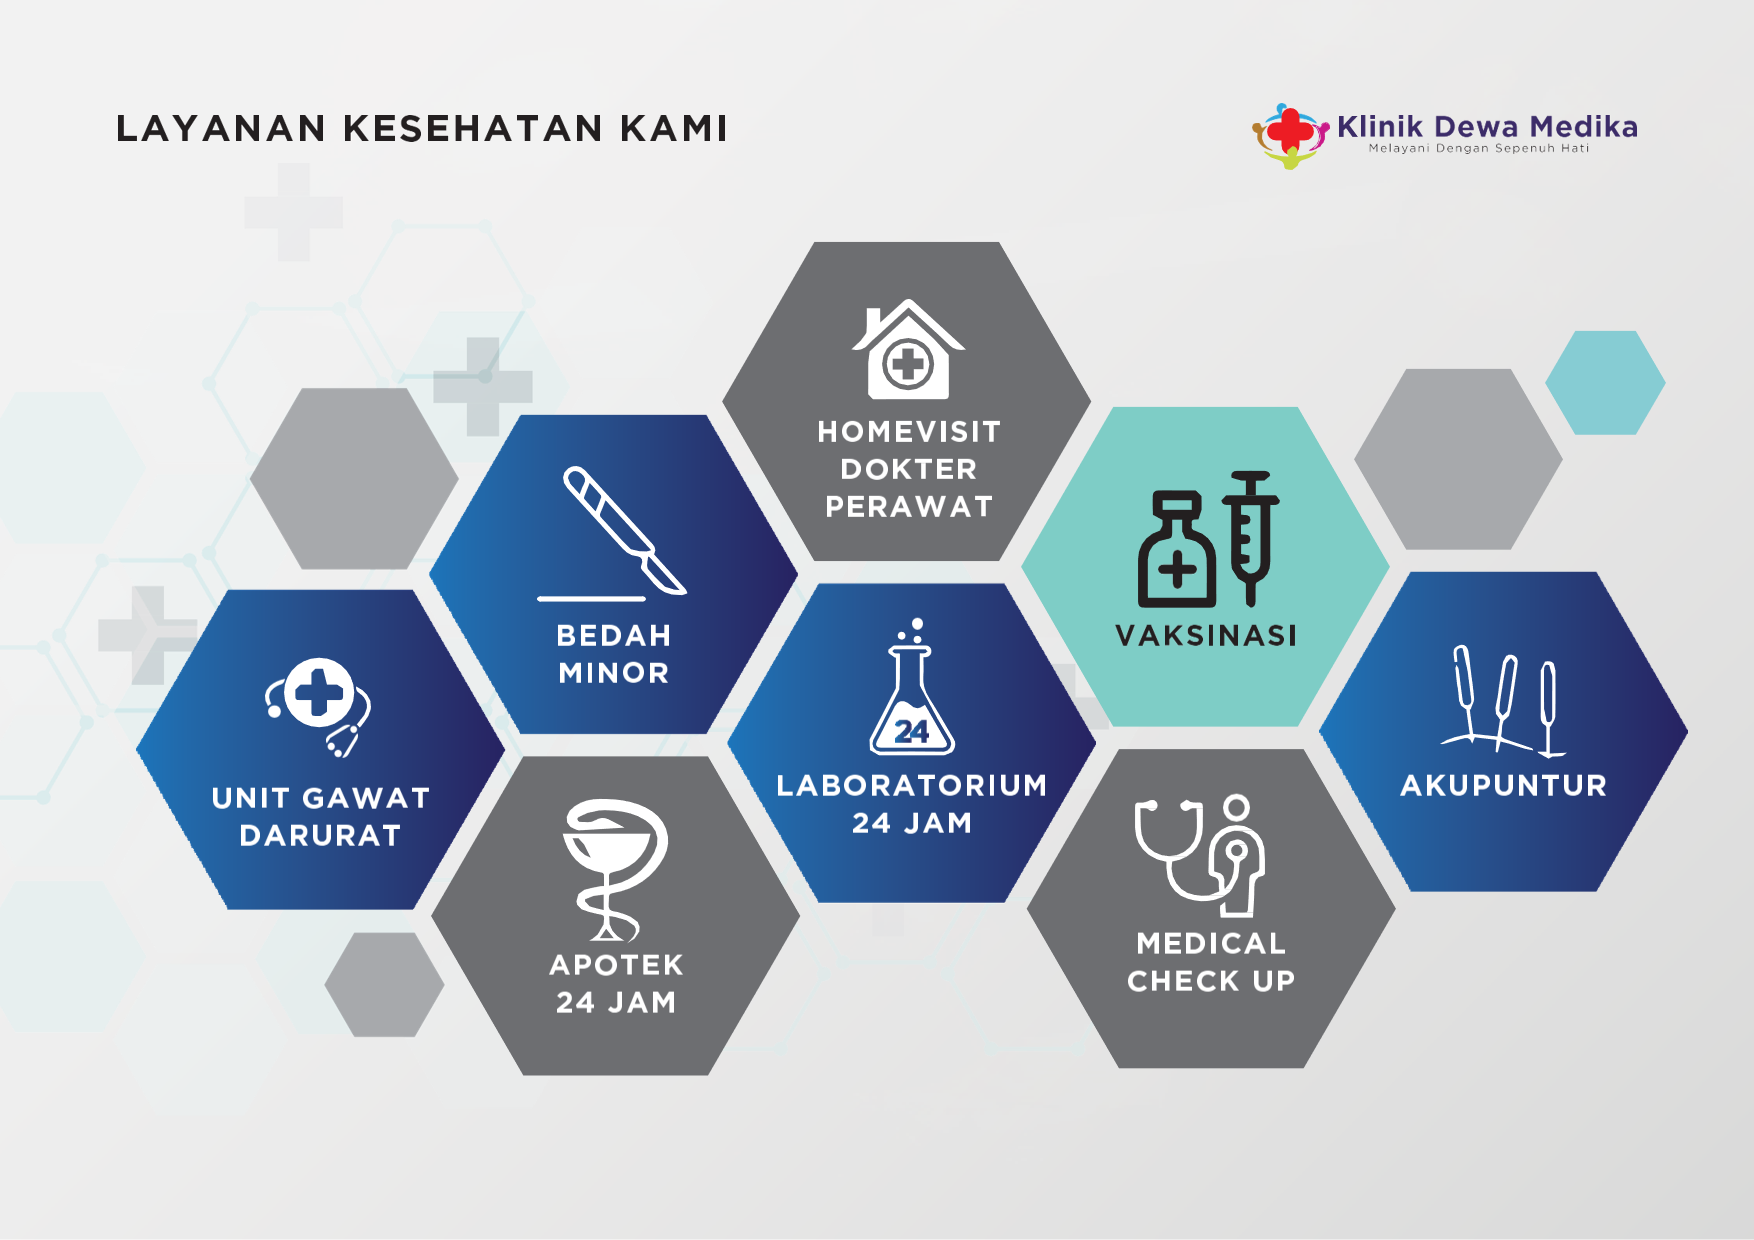 LAYANAN KESEHATAN KAMI
Klinik Dewa Medika
Melayani Dengan Sepenuh Hati
HOMEVISIT
DOKTER
PERAWAT
BEDAH
MINOR
VAKSINASI
UNIT GAWAT
DARURAT
24
LABORATORIUM
24 JAM
AKUPUNTUR
APOTEK
24 JAM
MEDICAL
CHECK UP